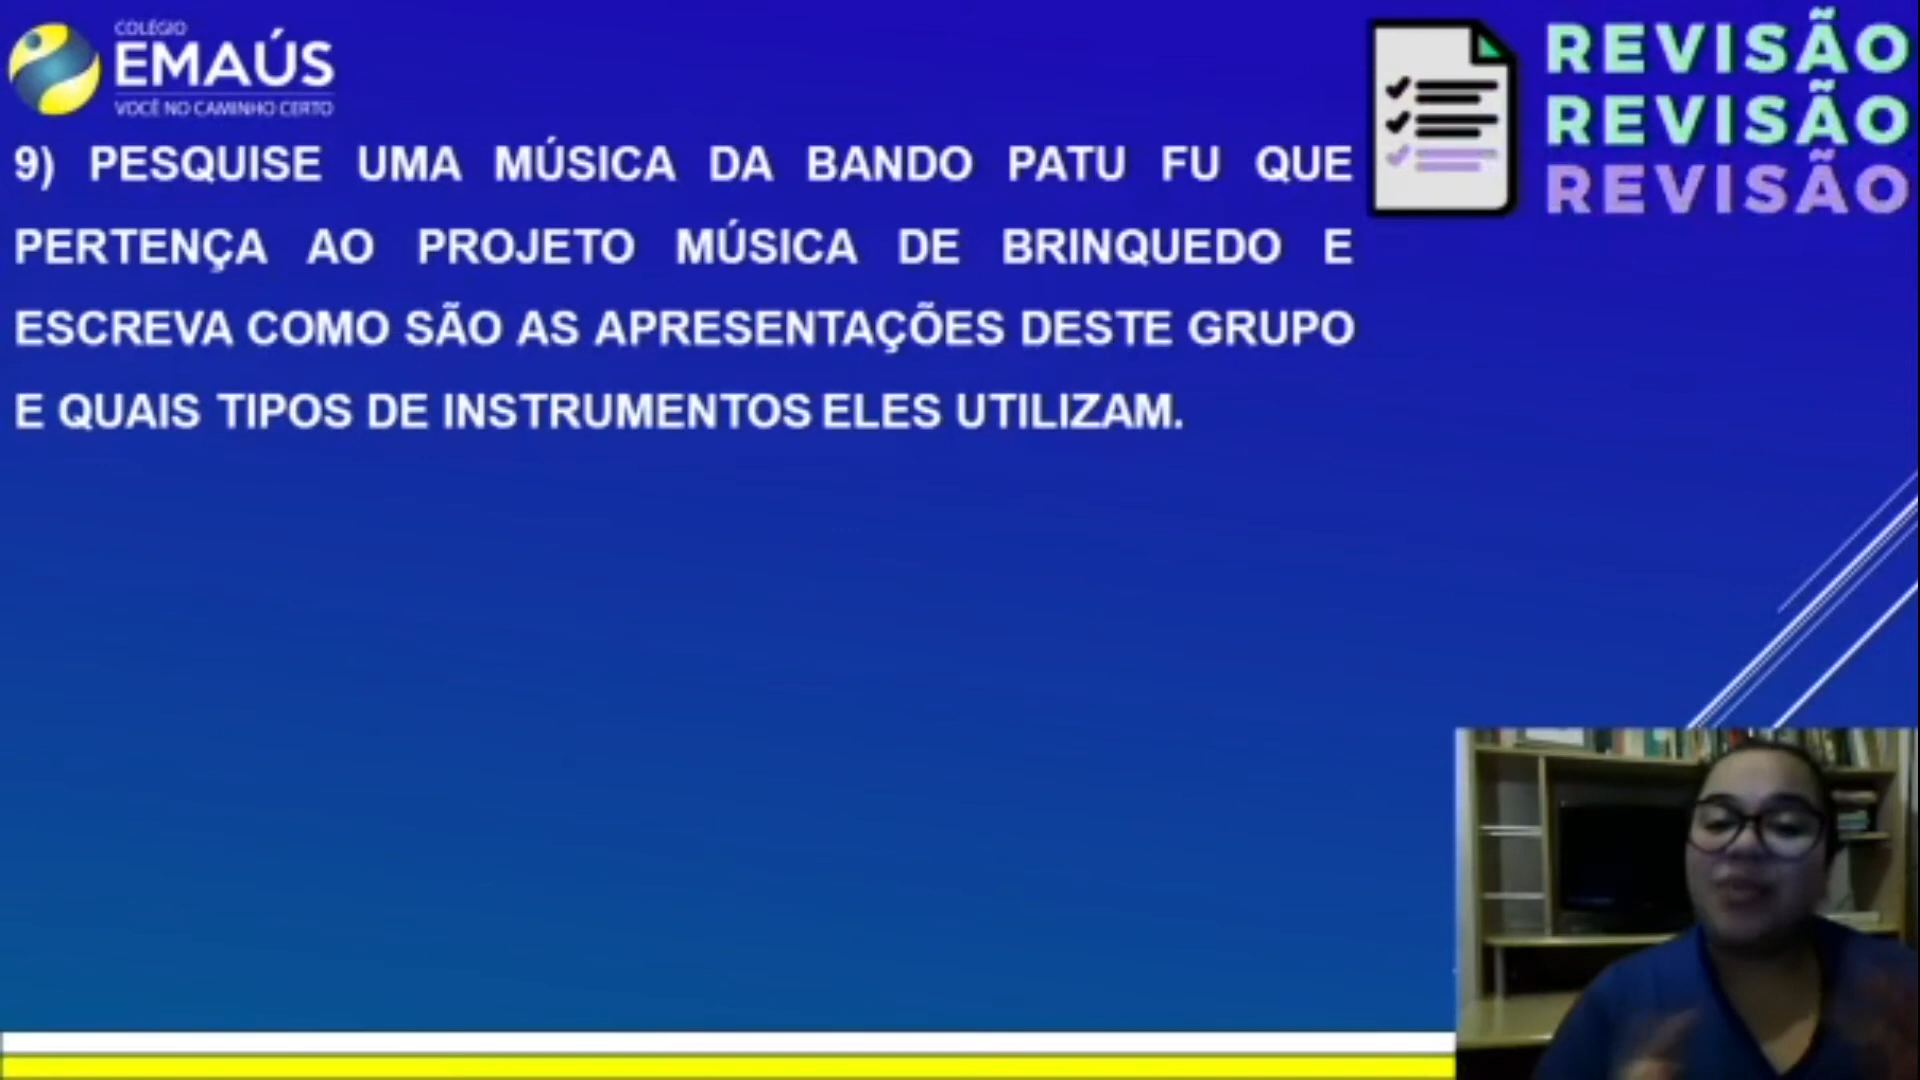 COLÉGIO
EMAÚS
VOCÊ NO CAMINHO CERTO
REVISÃO
REVISÃO
REVISÃO
9) PESQUISE UMA MÚSICA DA BANDO PATU FU QUE
PERTENÇA AO PROJETO MÚSICA DE BRINQUEDO E
ESCREVA COMO SÃO AS APRESENTAÇÕES DESTE GRUPO
E QUAIS TIPOS DE INSTRUMENTOS ELES UTILIZAM.